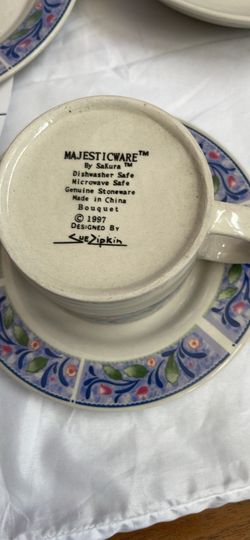 MAJESTICWARE™
By Sakura™
Dishwasher Safe
Microwave Safe
Genuine Stoneware
Made in China
Bouquet
© 1997
DESIGNED BY
Sue Zipkin